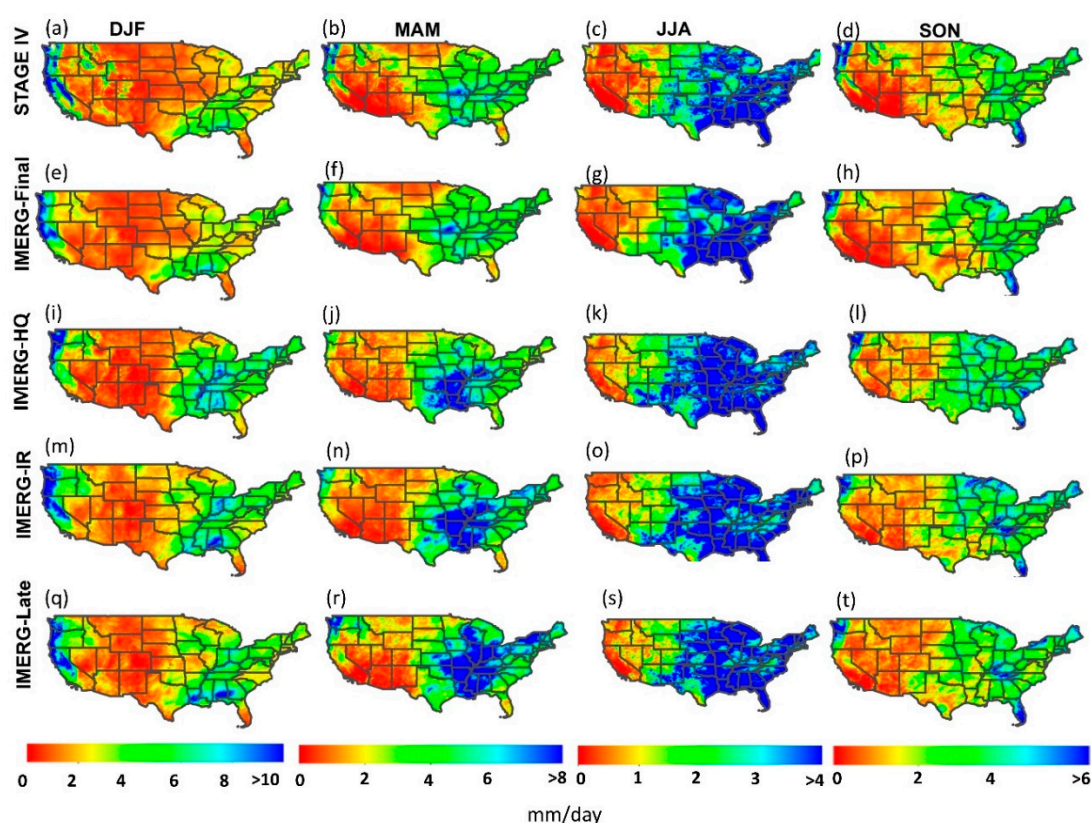 (a) DJF (b) MAM (c) JJA (d) SON
STAGE IV
(e) (f) (g) (h)
IMERG-Final
(i) (j) (k) (l)
IMERG-HQ
(m) (n) (o) (p)
IMERG-IR
(q) (r) (s) (t)
IMERG-Late
0 2 4 6 8 >10 0 2 4 6 >8 0 1 2 3 >4 0 2 4 >6
mm/day